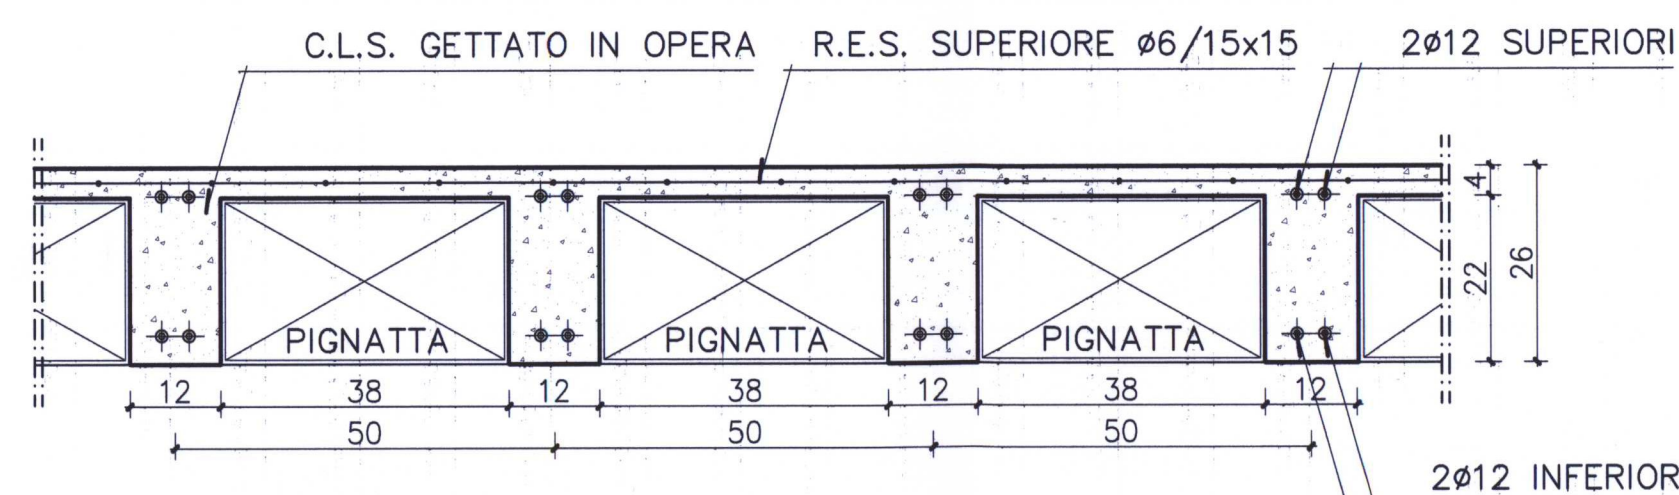 C.L.S. GETTATO IN OPERA R.E.S. SUPERIORE ø6/15x15 2ø12 SUPERIORI
4
22
26
PIGNATTA PIGNATTA PIGNATTA
12 38 12 38 12 38 12
50 50 50
2ø12 INFERIOR